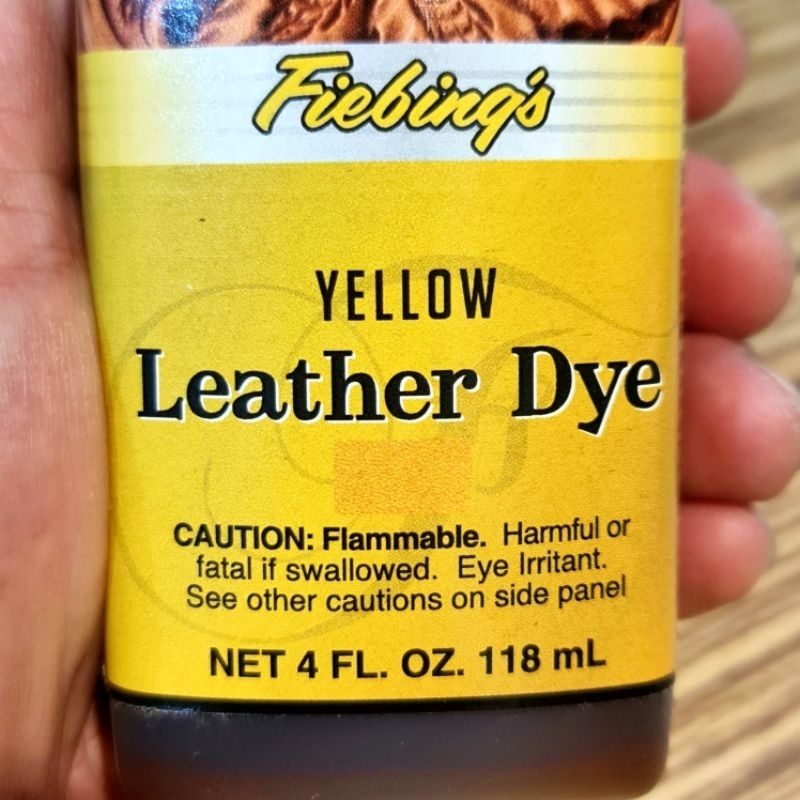 Fiebing's
YELLOW
Leather Dye
CAUTION: Flammable. Harmful or
fatal if swallowed. Eye Irritant.
See other cautions on side panel
NET 4 FL. OZ. 118 mL